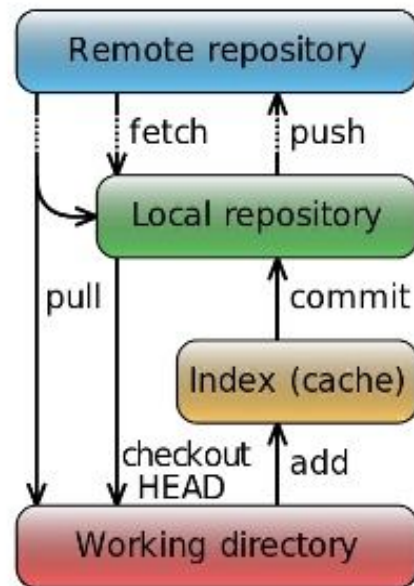 Remote repository
fetch
push
Local repository
pull
commit
Index (cache)
checkout
HEAD
add
Working directory